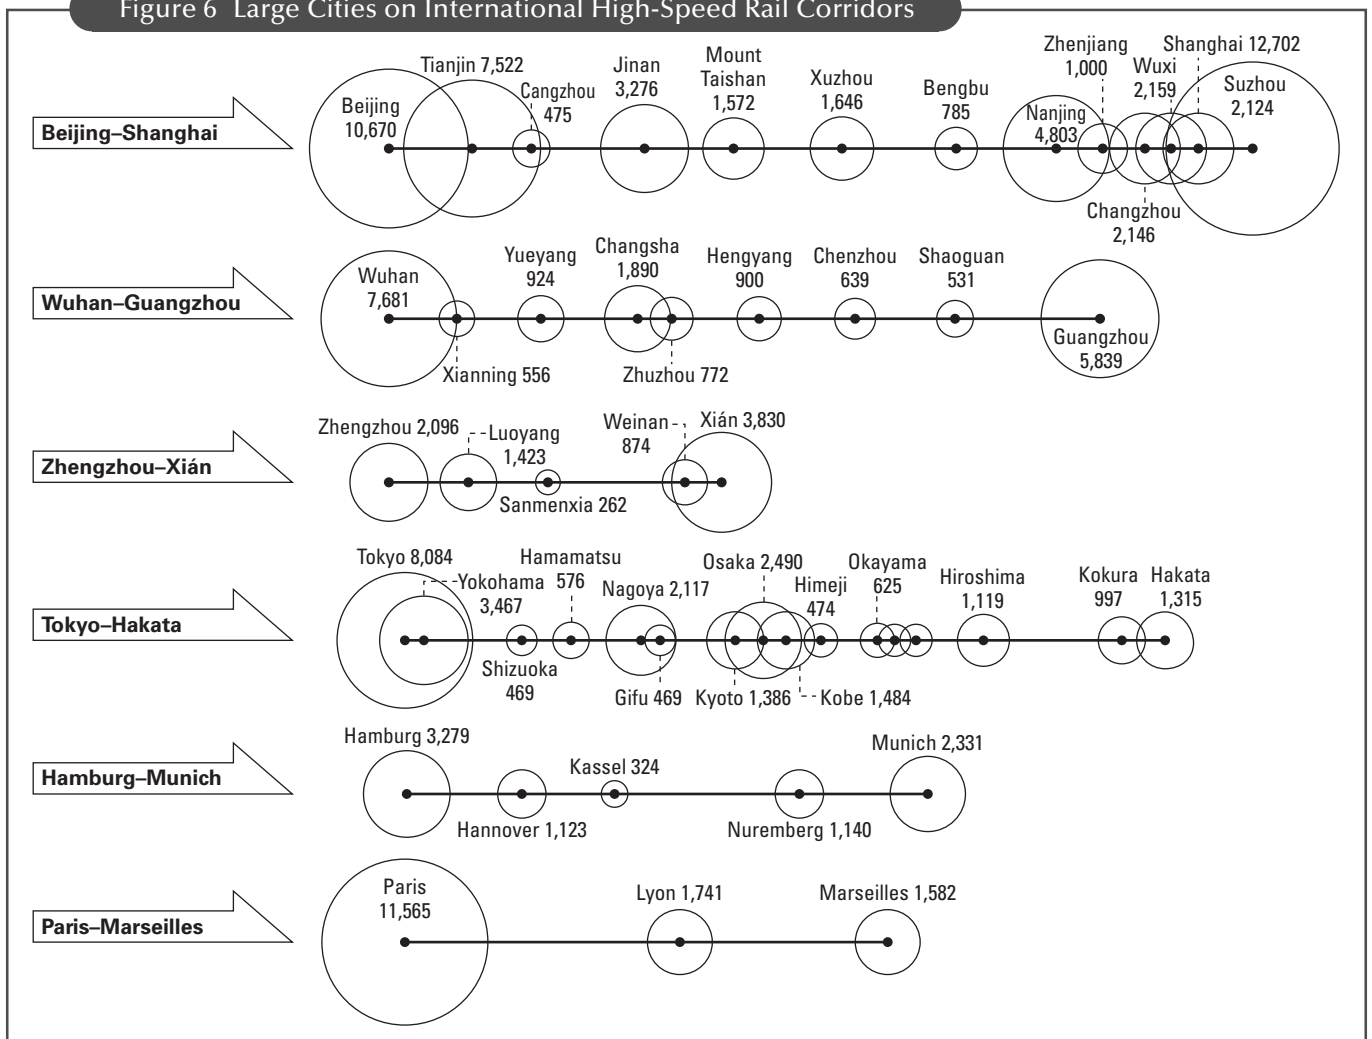 Figure 6 Large Cities on International High-Speed Rail Corridors
Beijing–Shanghai
Beijing
10,670
Tianjin 7,522
Cangzhou
475
Jinan
3,276
Mount
Taishan
1,572
Xuzhou
1,646
Bengbu
785
Nanjing
4,803
Zhenjiang
1,000
Changzhou
2,146
Wuxi
2,159
Shanghai 12,702
Suzhou
2,124
Wuhan–Guangzhou
Wuhan
7,681
Xianning 556
Yueyang
924
Changsha
1,890
Zhuzhou 772
Hengyang
900
Chenzhou
639
Shaoguan
531
Guangzhou
5,839
Zhengzhou–Xián
Zhengzhou 2,096
Luoyang
1,423
Sanmenxia 262
Weinan
874
Xián 3,830
Tokyo–Hakata
Tokyo 8,084
Yokohama
3,467
Shizuoka
469
Hamamatsu
576
Nagoya 2,117
Gifu 469
Kyoto 1,386
Osaka 2,490
Kobe 1,484
Himeji
474
Okayama
625
Hiroshima
1,119
Kokura
997
Hakata
1,315
Hamburg–Munich
Hamburg 3,279
Hannover 1,123
Kassel 324
Nuremberg 1,140
Munich 2,331
Paris–Marseilles
Paris
11,565
Lyon 1,741
Marseilles 1,582